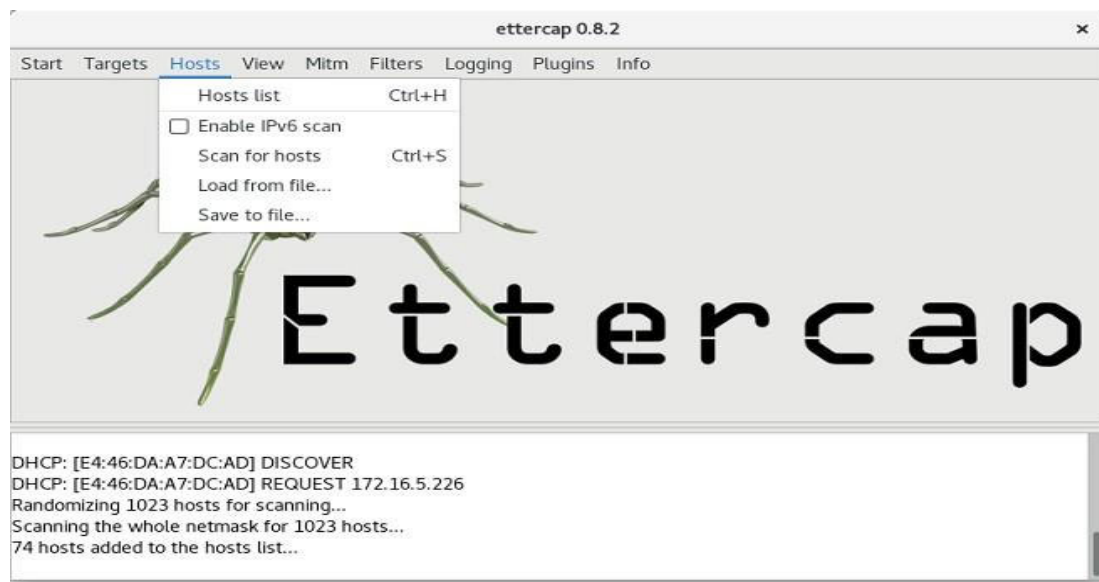 ettercap 0.8.2 ×
Start Targets Hosts View Mitm Filters Logging Plugins Info
Hosts list Ctrl+H
Enable IPv6 scan
Scan for hosts Ctrl+S
Load from file...
Save to file...
Ettercap
DHCP: [E4:46:DA:A7:DC:AD] DISCOVER
DHCP: [E4:46:DA:A7:DC:AD] REQUEST 172.16.5.226
Randomizing 1023 hosts for scanning...
Scanning the whole netmask for 1023 hosts...
74 hosts added to the hosts list...